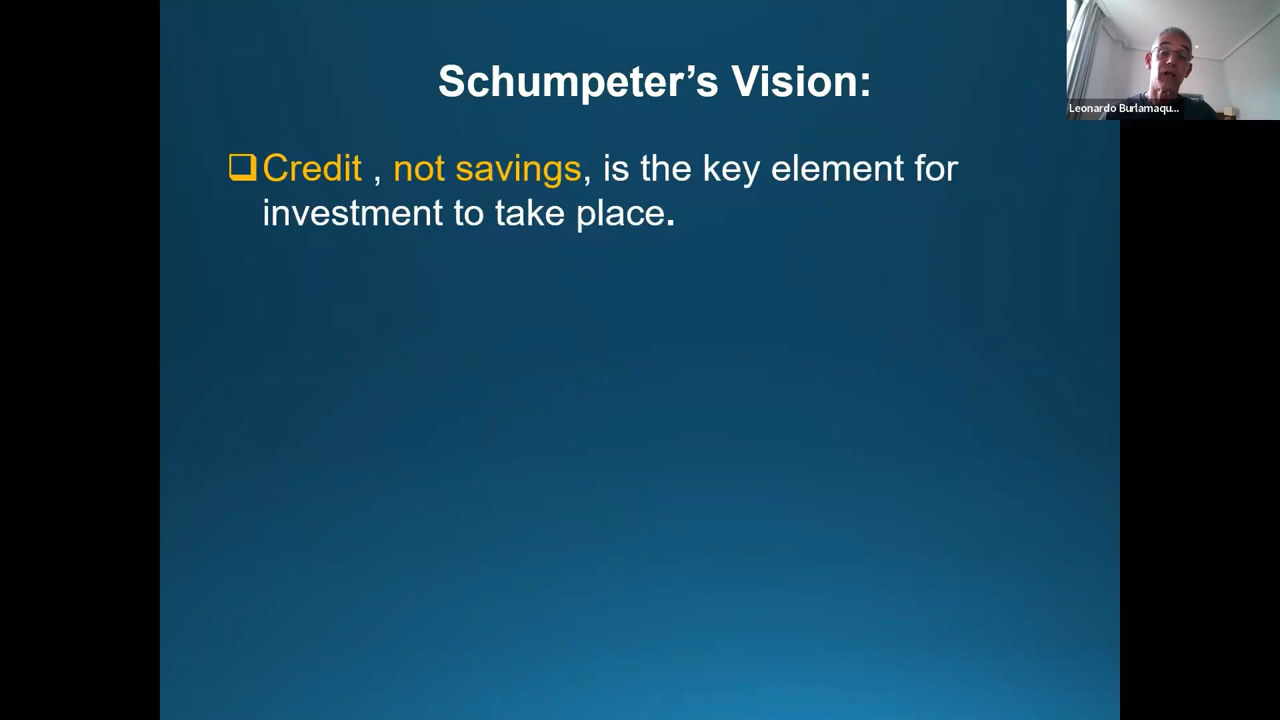 Schumpeter’s Vision:
Leonardo Burlamaqu...
❑Credit , not savings, is the key element for
investment to take place.